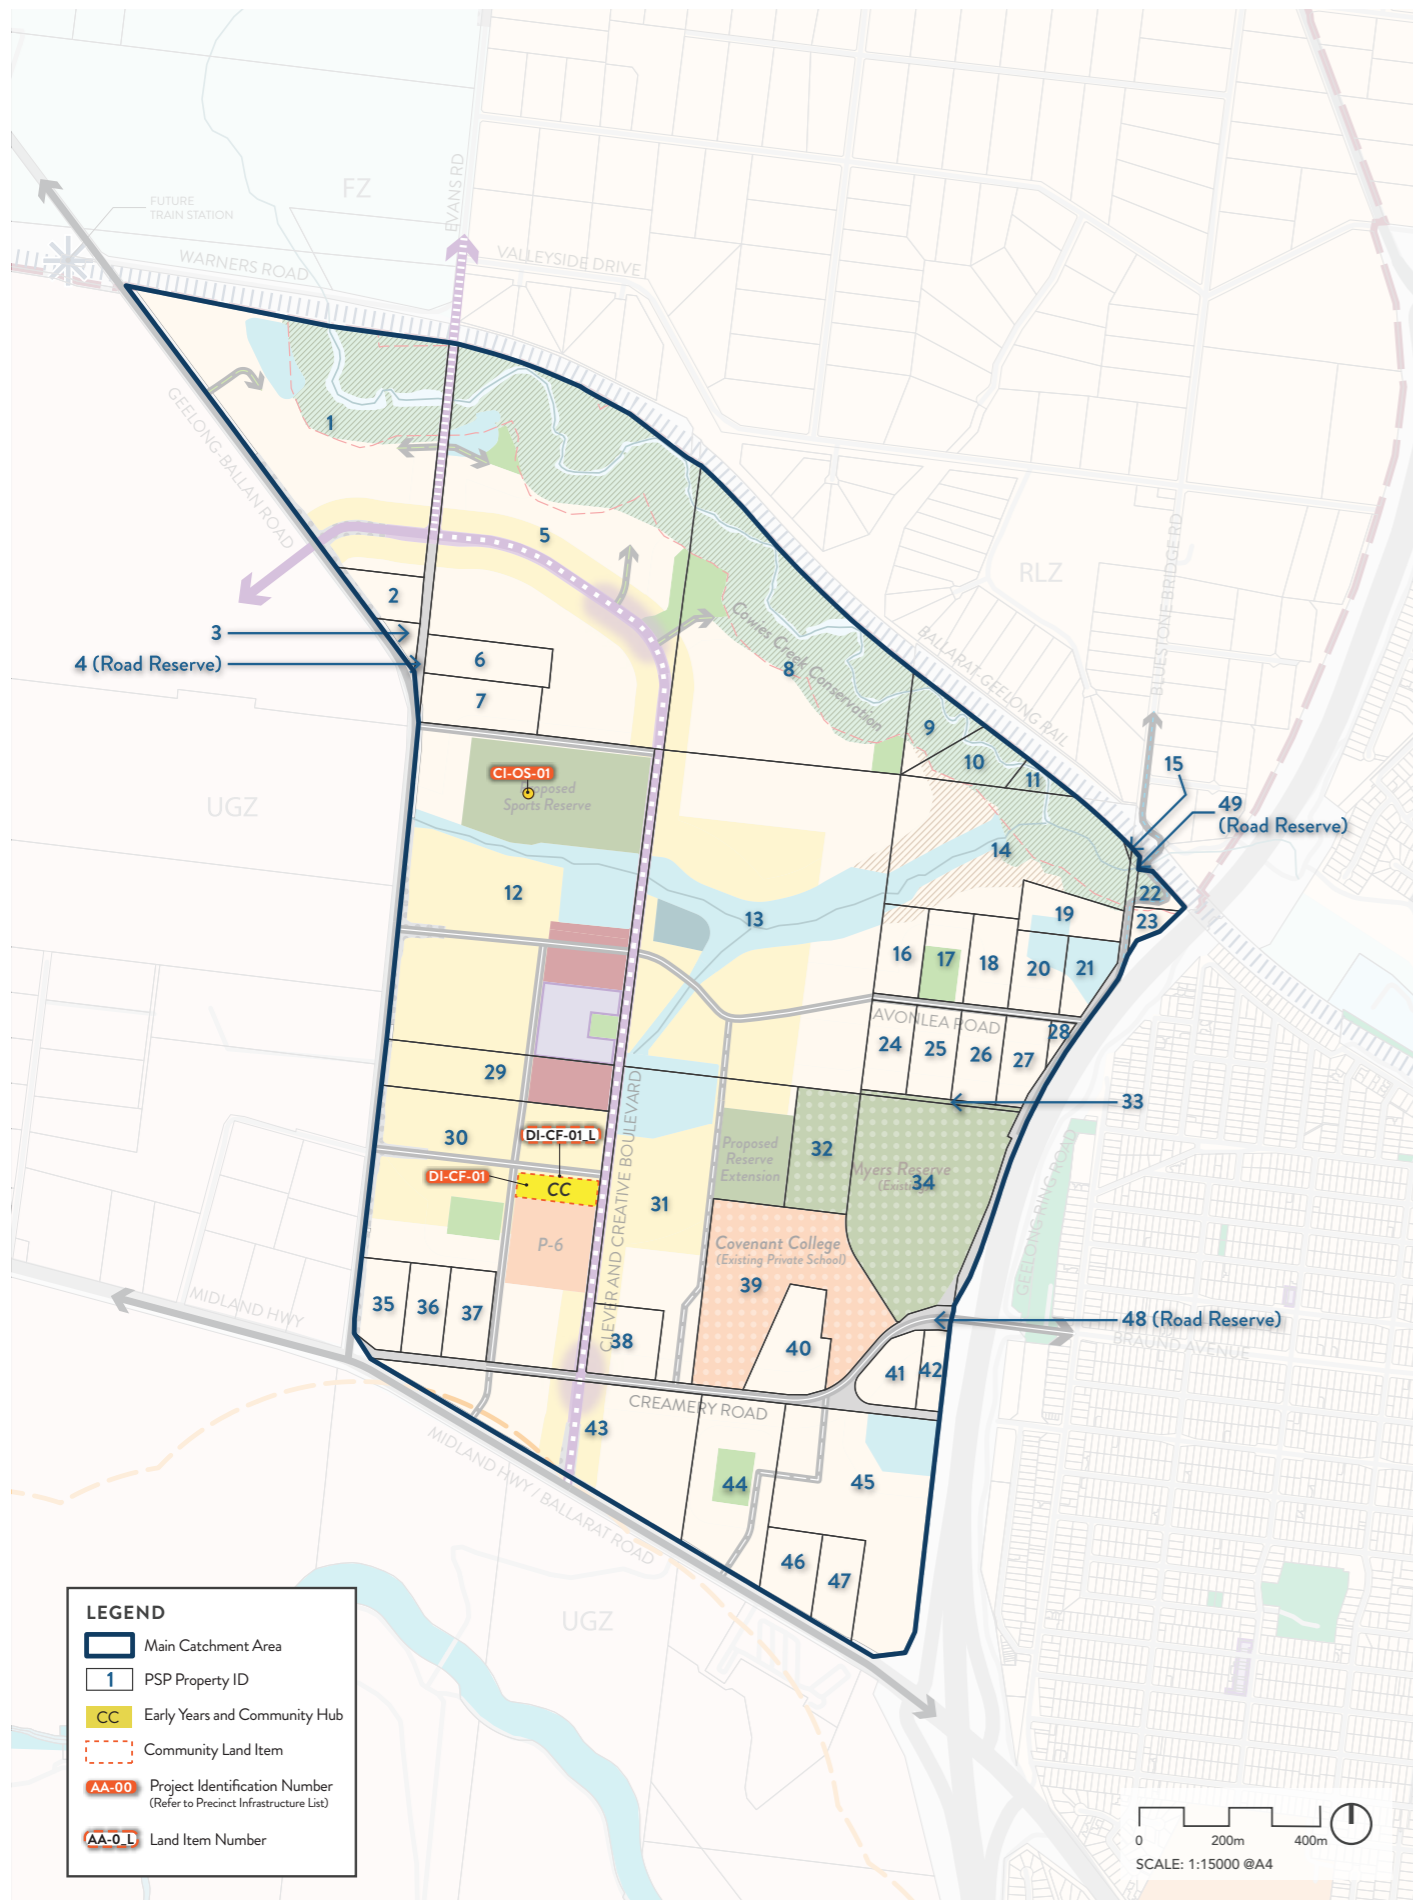 FUTURE
TRAIN STATION
FZ
EVANS RD
WARNERS ROAD
VALLEYSIDE DRIVE
GEELONG-BALLAN ROAD
1
5
2
3
4 (Road Reserve)
6
7
8
Cowies Creek Conservation
RLZ
BLUESTONE BRIDGE RD
BALLARAT-GEELONG RAIL
9
10
11
15
49
(Road Reserve)
UGZ
CI-OS-01
Proposed
Sports Reserve
12
13
14
19
22
23
16
17
18
20
21
AVONLEA ROAD
24
25
26
27
28
29
33
30
DI-CF-01_L
DI-CF-01
CC
CLEVER AND CREATIVE BOULEVARD
31
Proposed
Reserve
Extension
32
Myers Reserve
(Existing)
34
GEELONG RING ROAD
P-6
Covenant College
(Existing Private School)
39
MIDLAND HWY
35
36
37
38
40
41
42
48 (Road Reserve)
BRAUND AVENUE
CREAMERY ROAD
43
44
45
46
47
MIDLAND HWY / BALLARAT ROAD
UGZ
LEGEND
Main Catchment Area
1 PSP Property ID
CC Early Years and Community Hub
Community Land Item
AA-00 Project Identification Number
(Refer to Precinct Infrastructure List)
AA-0_L Land Item Number
0 200m 400m
SCALE: 1:15000 @A4